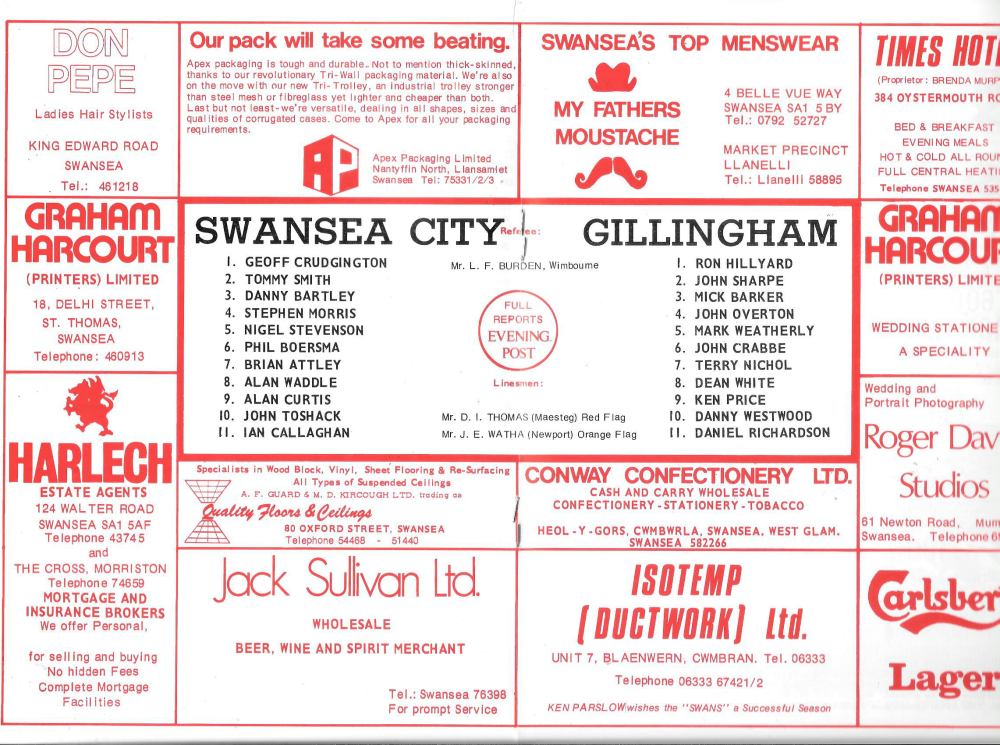 DON
PEPE
Ladies Hair Stylists
KING EDWARD ROAD
SWANSEA
Tel.: 461218
Our pack will take some beating.
Apex packaging is tough and durable. Not to mention thick-skinned,
thanks to our revolutionary Tri-Wall packaging material. We're also
on the move with our new Tri-Trolley, an industrial trolley stronger
than steel mesh or fibreglass yet lighter and cheaper than both.
Last but not least-we're versatile, dealing in all shapes, sizes and
qualities of corrugated cases. Come to Apex for all your packaging
requirements.
AP
Apex Packaging Limited
Nantyffin North, Llansamlet
Swansea Tel: 75331/2/3
SWANSEA'S TOP MENSWEAR
MY FATHERS
MOUSTACHE
4 BELLE VUE WAY
SWANSEA SA1 5BY
Tel.: 0792 52727
MARKET PRECINCT
LLANELLI
Tel.: Llanelli 58895
TIMES HOT
(Proprietor: BRENDA MURP
384 OYSTERMOUTH RO
BED & BREAKFAST
EVENING MEALS
HOT & COLD ALL ROUN
FULL CENTRAL HEATI
Telephone SWANSEA 535
GRAHAM
HARCOURT
(PRINTERS) LIMITED
18, DELHI STREET,
ST. THOMAS,
SWANSEA
Telephone: 460913
SWANSEA CITY
1. GEOFF CRUDGINGTON
2. TOMMY SMITH
3. DANNY BARTLEY
4. STEPHEN MORRIS
5. NIGEL STEVENSON
6. PHIL BOERSMA
7. BRIAN ATTLEY
8. ALAN WADDLE
9. ALAN CURTIS
10. JOHN TOSHACK
11. IAN CALLAGHAN
Referee:
Mr. L. F. BURDEN, Wimbourne
FULL
REPORTS
EVENING
POST
Linesmen:
Mr. D. I. THOMAS (Maesteg) Red Flag
Mr. J. E. WATHA (Newport) Orange Flag
GILLINGHAM
1. RON HILLYARD
2. JOHN SHARPE
3. MICK BARKER
4. JOHN OVERTON
5. MARK WEATHERLY
6. JOHN CRABBE
7. TERRY NICHOL
8. DEAN WHITE
9. KEN PRICE
10. DANNY WESTWOOD
11. DANIEL RICHARDSON
GRAHAM
HARCOUR
(PRINTERS) LIMITE
WEDDING STATIONE
A SPECIALITY
HARLECH
ESTATE AGENTS
124 WALTER ROAD
SWANSEA SA1 5AF
Telephone 43745
and
THE CROSS, MORRISTON
Telephone 74659
MORTGAGE AND
INSURANCE BROKERS
We offer Personal,
for selling and buying
No hidden Fees
Complete Mortgage
Facilities
Specialists in Wood Block, Vinyl, Sheet Flooring & Re-Surfacing
All Types of Suspended Ceilings
A. F. GUARD & M. D. KIRCOUGH LTD. trading as
Quality Floors & Ceilings
80 OXFORD STREET, SWANSEA
Telephone 54468 - 51440
CONWAY CONFECTIONERY LTD.
CASH AND CARRY WHOLESALE
CONFECTIONERY-STATIONERY-TOBACCO
HEOL-Y-GORS, CWMBWRLA, SWANSEA. WEST GLAM.
SWANSEA 582266
Wedding and
Portrait Photography
Roger Dav
Studios
61 Newton Road, Mum
Swansea. Telephone 6
Jack Sullivan Ltd.
WHOLESALE
BEER, WINE AND SPIRIT MERCHANT
Tel.: Swansea 76398
For prompt Service
ISOTEMP
(DUCTWORK) Ltd.
UNIT 7, BLAENWERN, CWMBRAN. Tel. 06333
Telephone 06333 67421/2
KEN PARSLOW wishes the "SWANS" a Successful Season
Carlsber
Lager